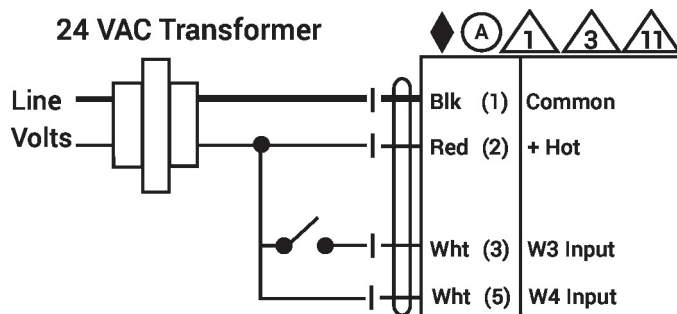 24 VAC Transformer
A 1 3 11
Line
Volts
Blk (1) Common
Red (2) + Hot
Wht (3) W3 Input
Wht (5) W4 Input